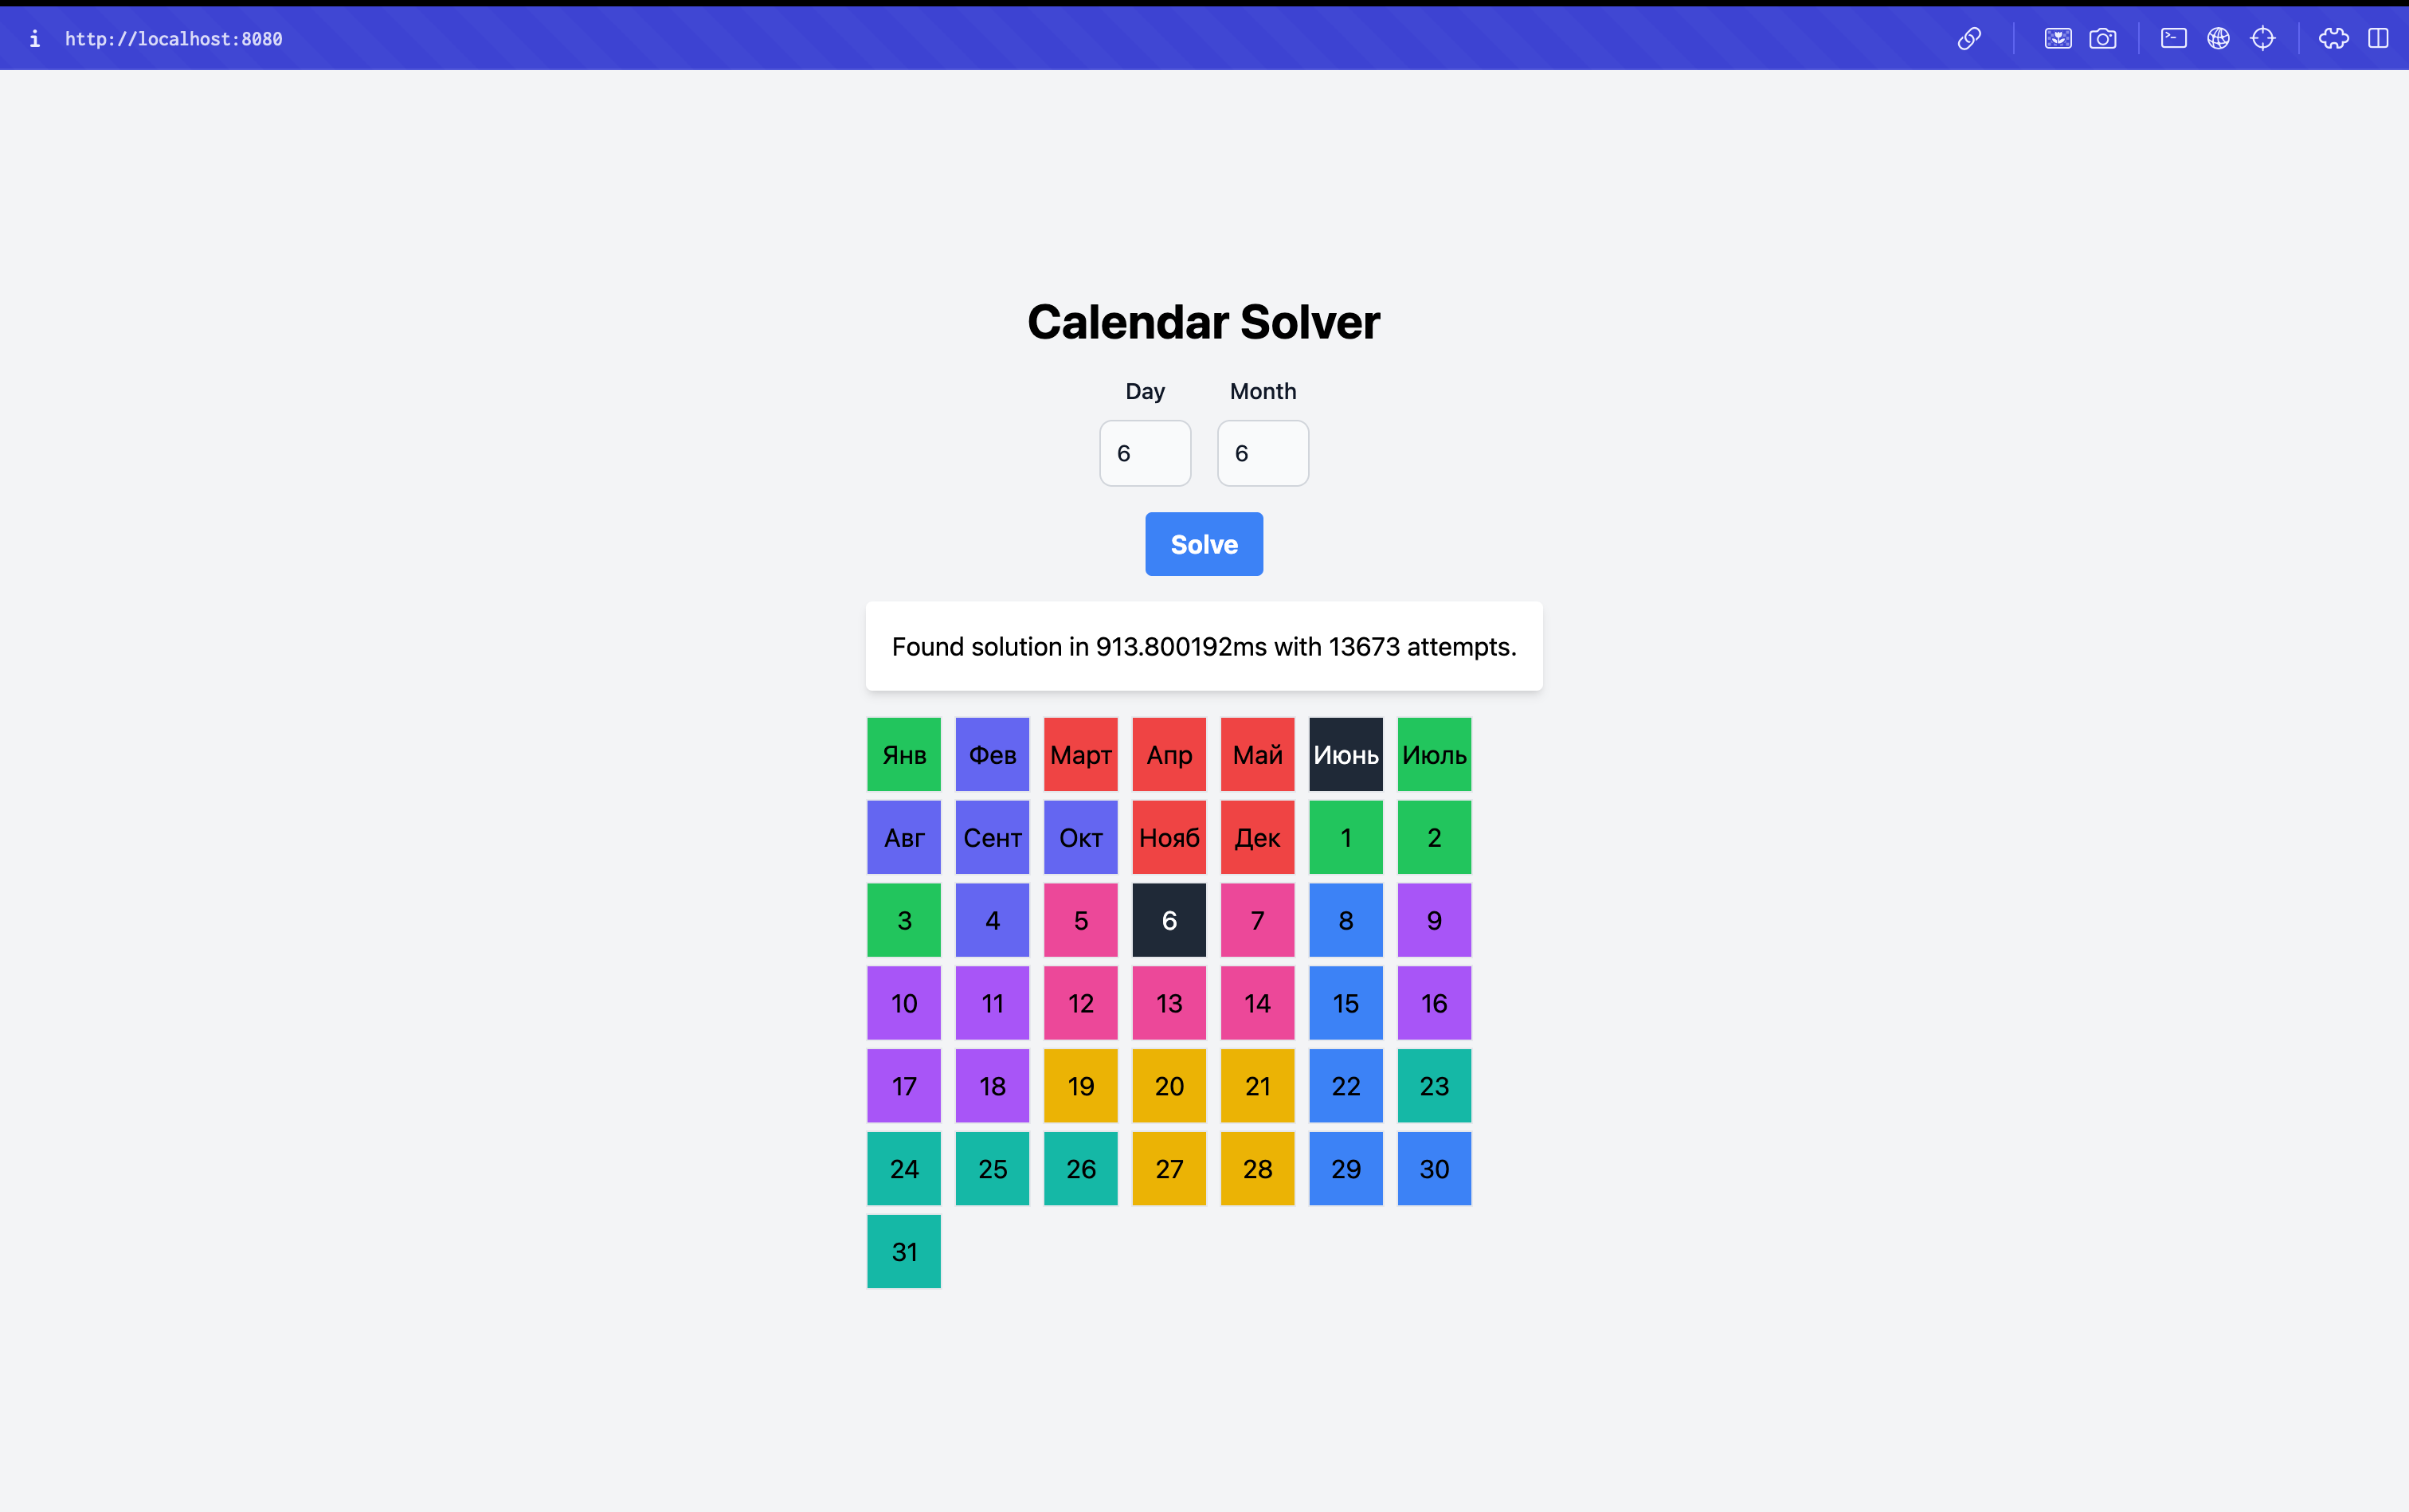 i http://localhost:8080
Calendar Solver
Day Month
6 6
Solve
Found solution in 913.800192ms with 13673 attempts.
Янв Фев Март Апр Май Июнь Июль
Авг Сент Окт Нояб Дек 1 2
3 4 5 6 7 8 9
10 11 12 13 14 15 16
17 18 19 20 21 22 23
24 25 26 27 28 29 30
31